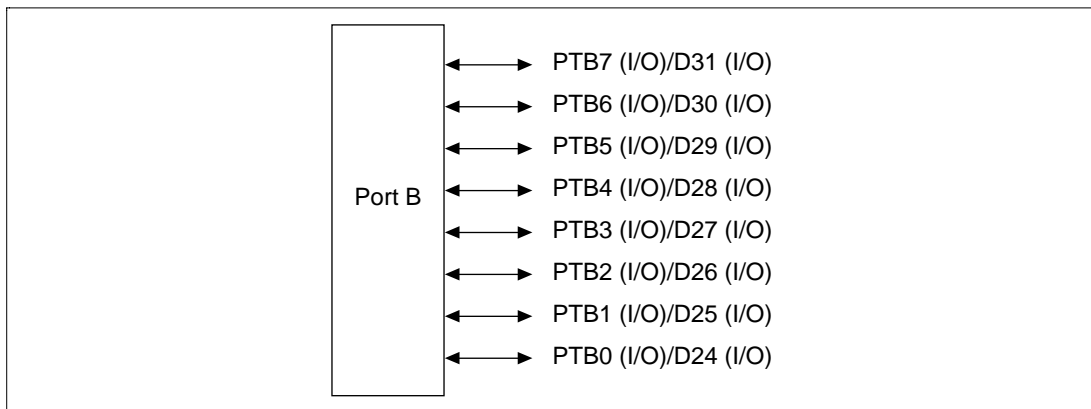 PTB7 (I/O)/D31 (I/O)
PTB6 (I/O)/D30 (I/O)
PTB5 (I/O)/D29 (I/O)
PTB4 (I/O)/D28 (I/O)
Port B
PTB3 (I/O)/D27 (I/O)
PTB2 (I/O)/D26 (I/O)
PTB1 (I/O)/D25 (I/O)
PTB0 (I/O)/D24 (I/O)